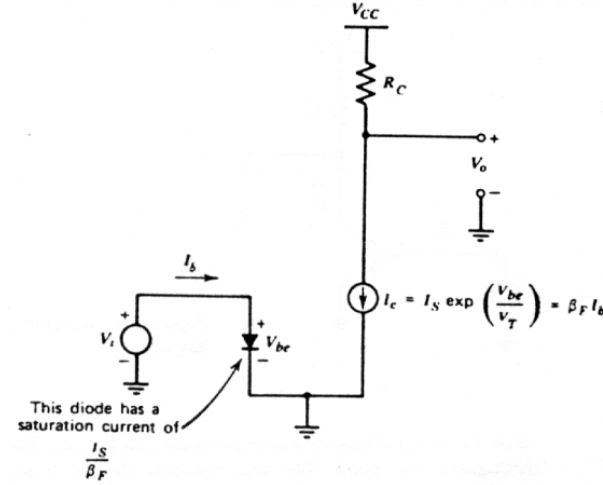 V_CC
R_C
+
V_o
−
I_b
I_c = I_S exp (V_be / V_T) = β_F I_b
+
V_i
−
+
V_be
−
This diode has a
saturation current of
I_S
β_F